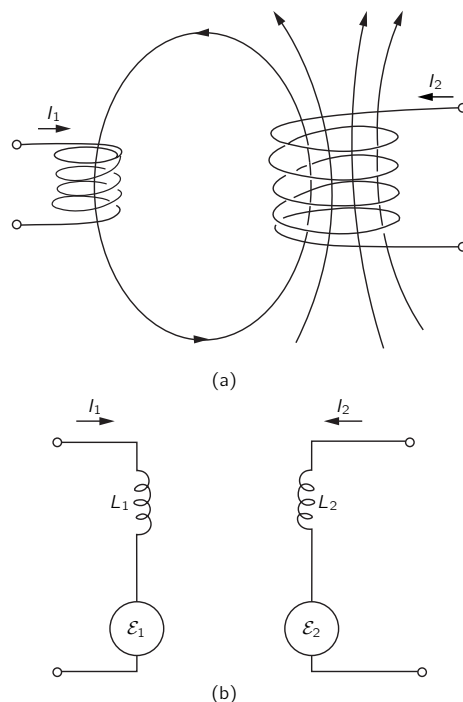 I₁
I₂
(a)
I₁
I₂
L₁
L₂
ℰ₁
ℰ₂
(b)